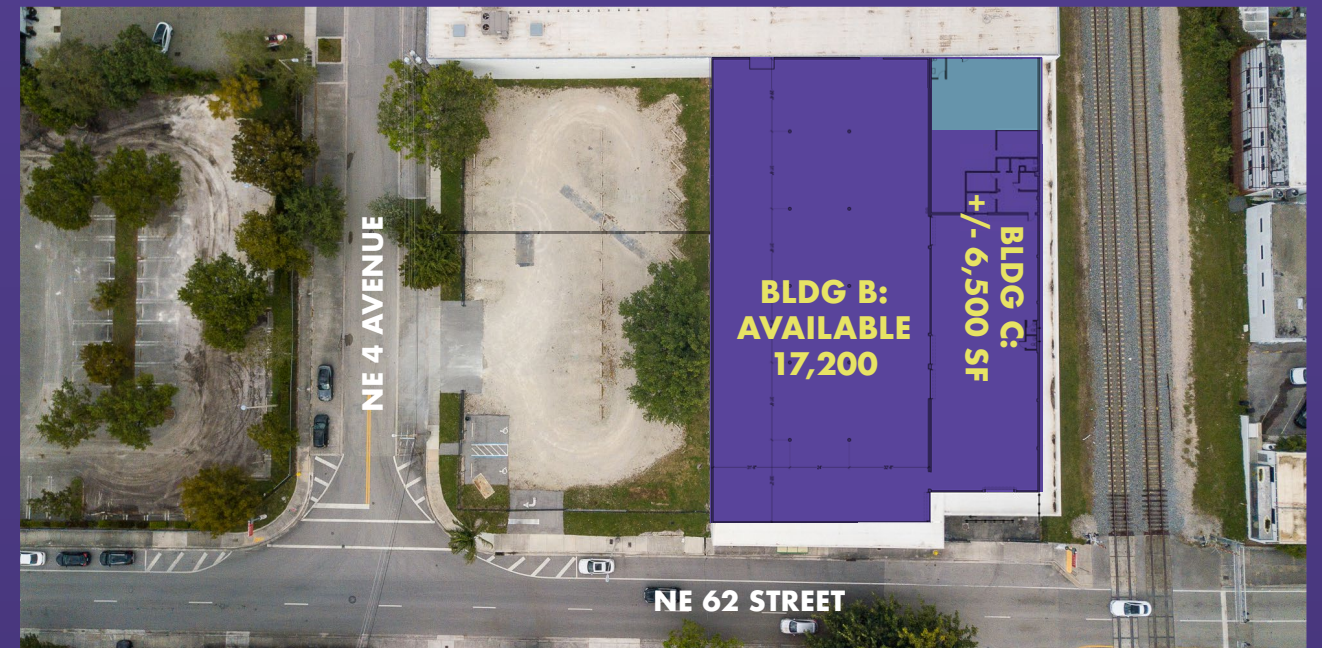 NE 4 AVENUE
BLDG B:
AVAILABLE
17,200
BLDG C:
+/- 6,500 SF
NE 62 STREET